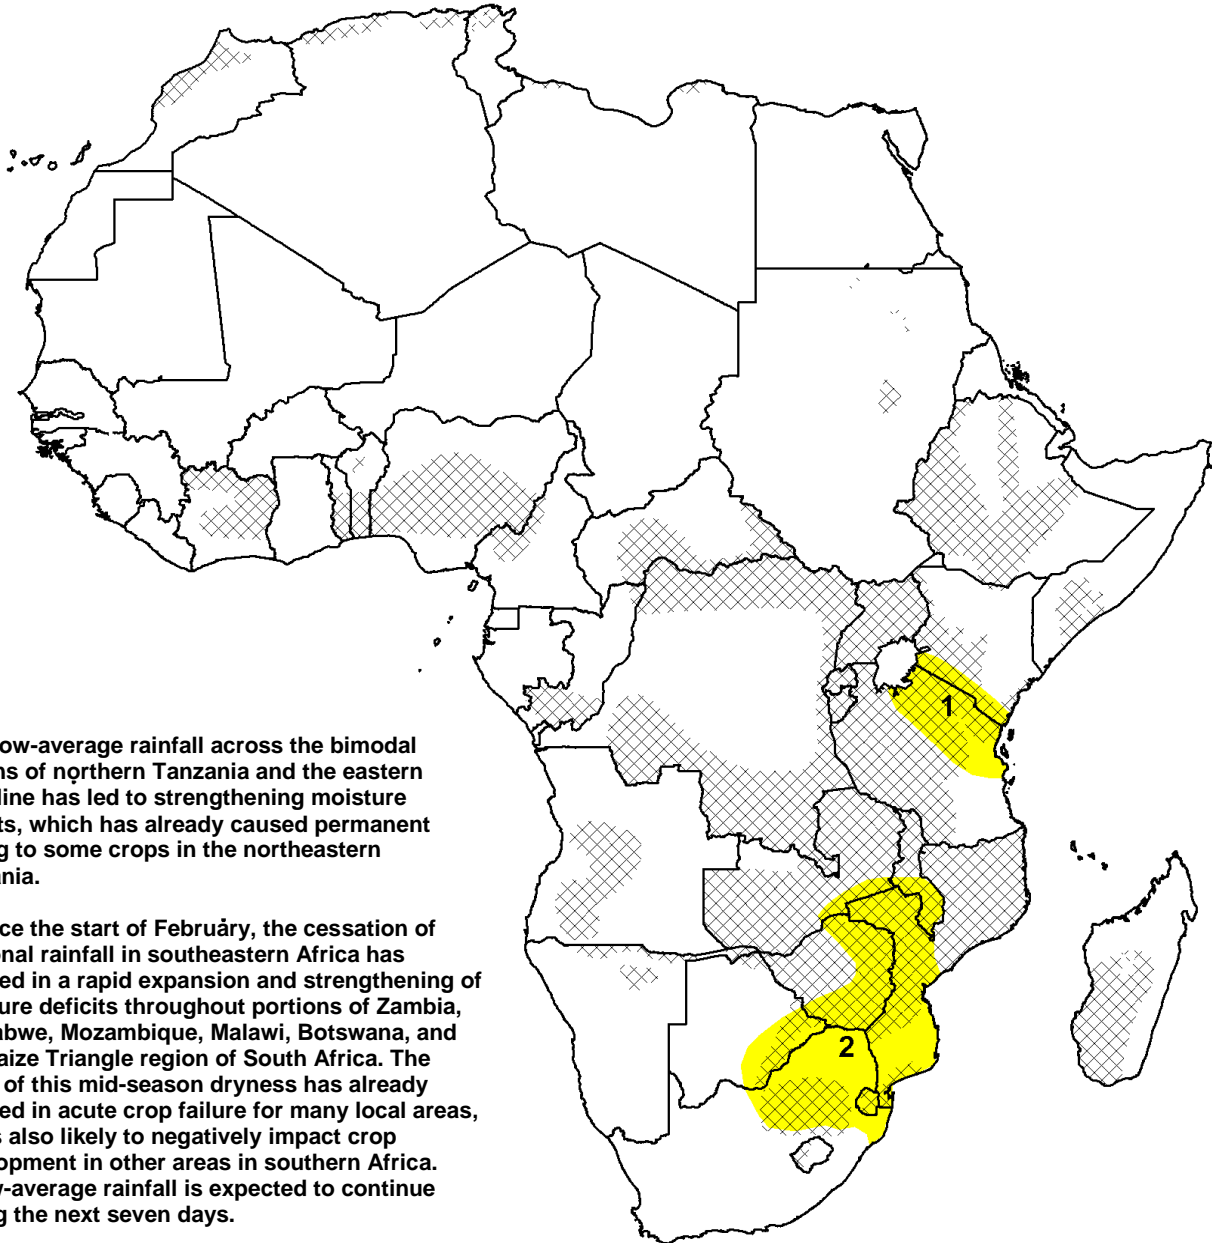 1
low-average rainfall across the bimodal
ns of northern Tanzania and the eastern
line has led to strengthening moisture
ts, which has already caused permanent
g to some crops in the northeastern
ania.
ce the start of February, the cessation of
onal rainfall in southeastern Africa has
ed in a rapid expansion and strengthening of
ure deficits throughout portions of Zambia,
abwe, Mozambique, Malawi, Botswana, and
aize Triangle region of South Africa. The
of this mid-season dryness has already
ed in acute crop failure for many local areas,
s also likely to negatively impact crop
opment in other areas in southern Africa.
w-average rainfall is expected to continue
g the next seven days.
2